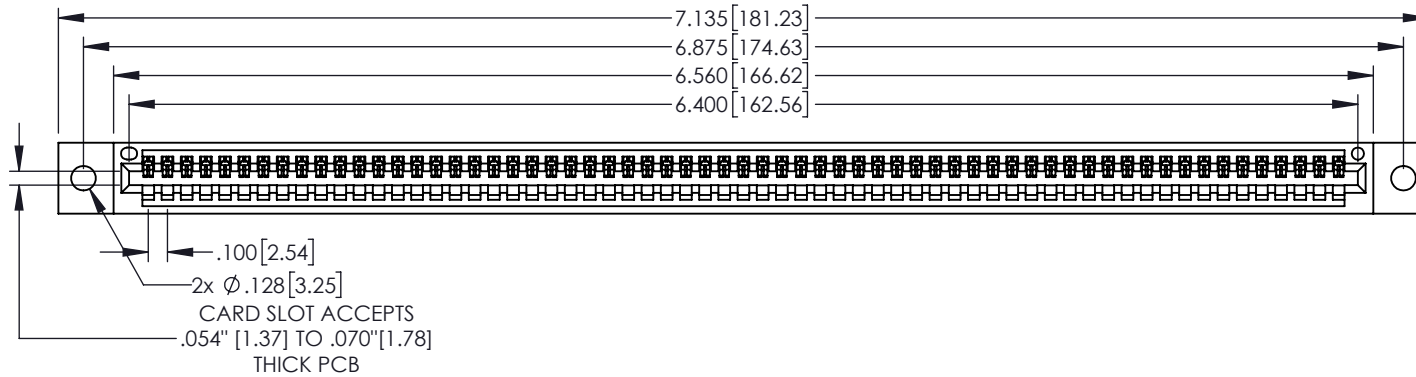 7.135[181.23]
6.875[174.63]
6.560[166.62]
6.400[162.56]
.100[2.54]
2x ⌀.128[3.25]
CARD SLOT ACCEPTS
.054" [1.37] TO .070"[1.78]
THICK PCB